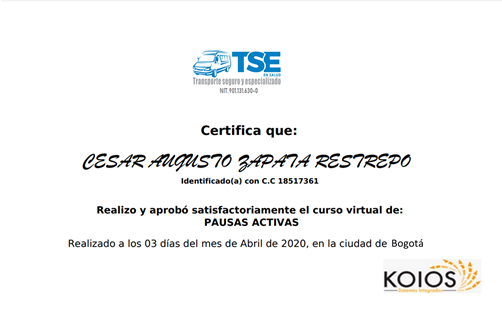 TSE
EN SALUD
Transporte seguro y especializado
NIT. 901.131.630-0
Certifica que:
CESAR AUGUSTO ZAPATA RESTREPO
Identificado(a) con C.C 18517361
Realizo y aprobó satisfactoriamente el curso virtual de:
PAUSAS ACTIVAS
Realizado a los 03 días del mes de Abril de 2020, en la ciudad de Bogotá
KOIOS